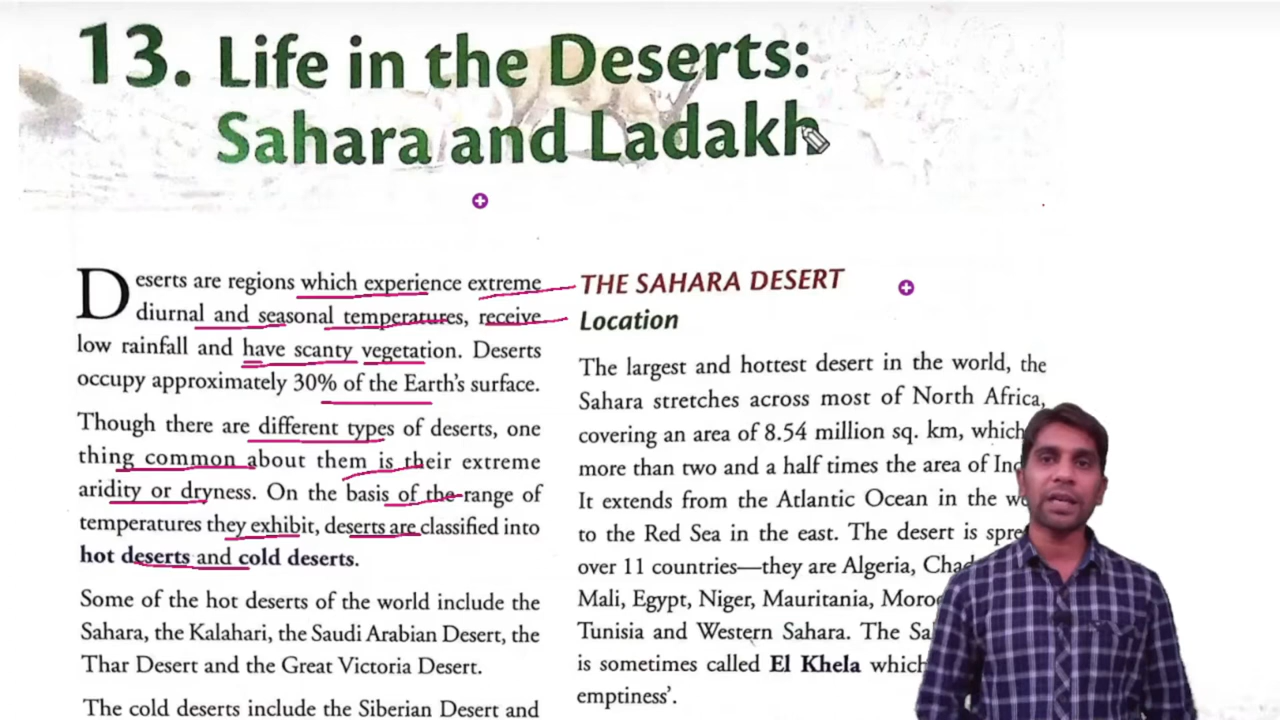 13. Life in the Deserts:
Sahara and Ladakh
Deserts are regions which experience extreme
diurnal and seasonal temperatures, receive
low rainfall and have scanty vegetation. Deserts
occupy approximately 30% of the Earth's surface.
Though there are different types of deserts, one
thing common about them is their extreme
aridity or dryness. On the basis of the range of
temperatures they exhibit, deserts are classified into
hot deserts and cold deserts.
Some of the hot deserts of the world include the
Sahara, the Kalahari, the Saudi Arabian Desert, the
Thar Desert and the Great Victoria Desert.
The cold deserts include the Siberian Desert and
THE SAHARA DESERT
Location
The largest and hottest desert in the world, the
Sahara stretches across most of North Africa,
covering an area of 8.54 million sq. km, which
more than two and a half times the area of
It extends from the Atlantic Ocean in the
to the Red Sea in the east. The desert is
over 11 countries—they are Algeria, Chad
Mali, Egypt, Niger, Mauritania,
Tunisia and Western Sahara. The
is sometimes called El Khela which
emptiness'.